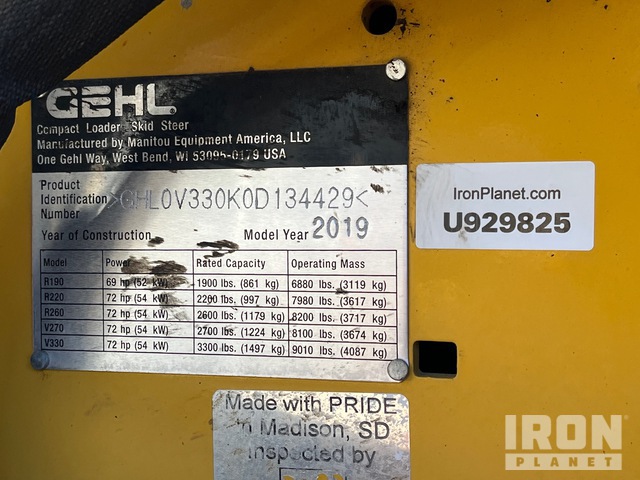 GEHL
Compact Loader, Skid Steer
Manufactured by Manitou Equipment America, LLC
One Gehl Way, West Bend, WI 53095-0179 USA
Product
Identification >GHL0V330K0D134429<
Number
Year of Construction Model Year 2019
Model Power Rated Capacity Operating Mass
R190 69 hp (52 kW) 1900 lbs. (861 kg) 6880 lbs. (3119 kg)
R220 72 hp (54 kW) 2200 lbs. (997 kg) 7980 lbs. (3617 kg)
R260 72 hp (54 kW) 2600 lbs. (1179 kg) 8200 lbs. (3717 kg)
V270 72 hp (54 kW) 2700 lbs. (1224 kg) 8100 lbs. (3674 kg)
V330 72 hp (54 kW) 3300 lbs. (1497 kg) 9010 lbs. (4087 kg)
IronPlanet.com
U929825
Made with PRIDE
in Madison, SD
Inspected by
IRON
PLANET